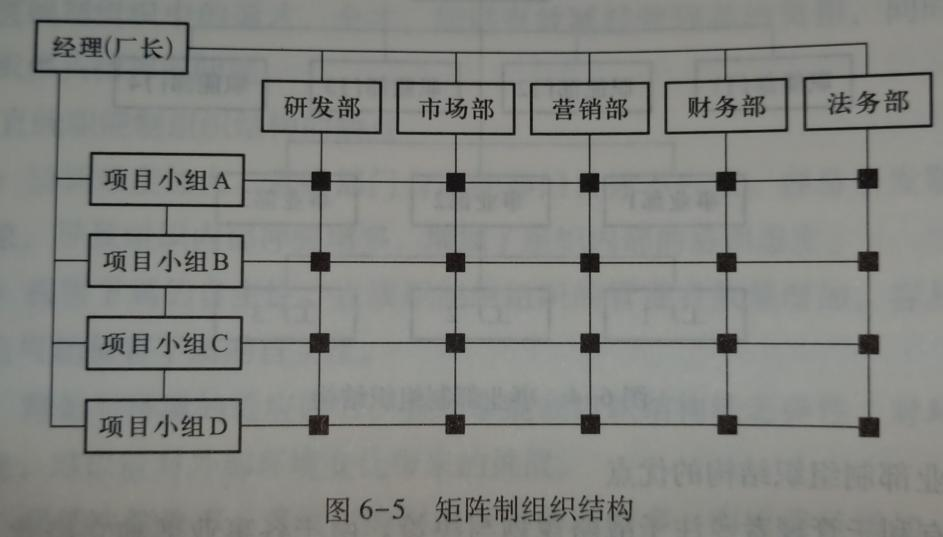 经理(厂长)
研发部 市场部 营销部 财务部 法务部
项目小组A
项目小组B
项目小组C
项目小组D
图 6-5 矩阵制组织结构